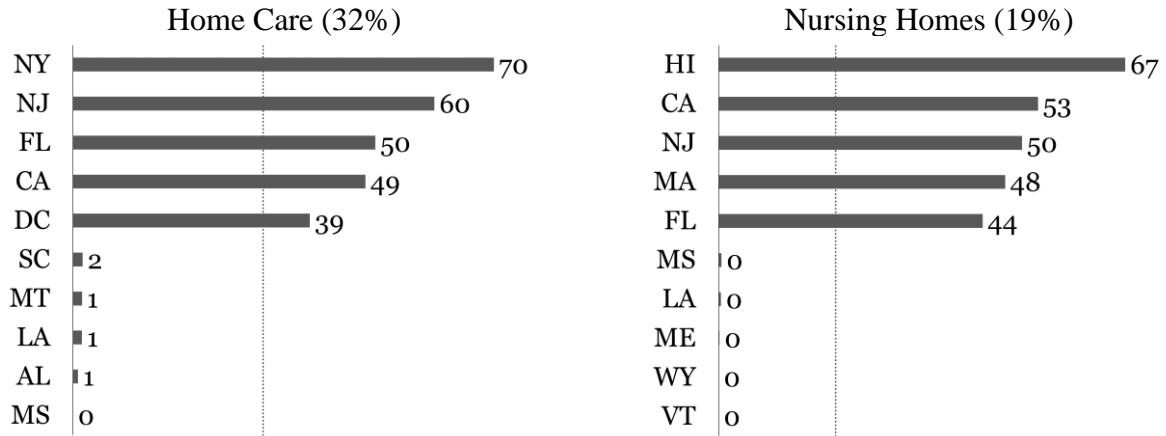 Home Care (32%)
NY 70
NJ 60
FL 50
CA 49
DC 39
SC 2
MT 1
LA 1
AL 1
MS 0
Nursing Homes (19%)
HI 67
CA 53
NJ 50
MA 48
FL 44
MS 0
LA 0
ME 0
WY 0
VT 0